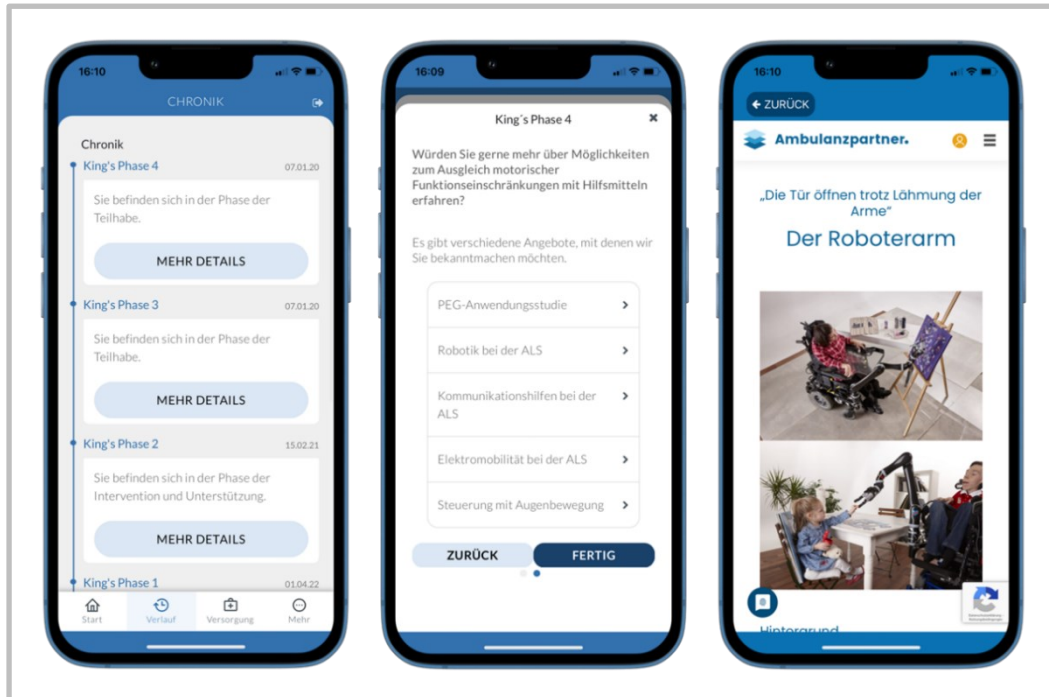 16:10
CHRONIK
Chronik
King's Phase 4
07.01.20
Sie befinden sich in der Phase der
Teilhabe.
MEHR DETAILS
King's Phase 3
07.01.20
Sie befinden sich in der Phase der
Teilhabe.
MEHR DETAILS
King's Phase 2
15.02.21
Sie befinden sich in der Phase der
Intervention und Unterstützung.
MEHR DETAILS
King's Phase 1
01.04.22
Start
Verlauf
Versorgung
Mehr
16:09
King´s Phase 4
Würden Sie gerne mehr über Möglichkeiten
zum Ausgleich motorischer
Funktionseinschränkungen mit Hilfsmitteln
erfahren?
Es gibt verschiedene Angebote, mit denen wir
Sie bekanntmachen möchten.
PEG-Anwendungsstudie
Robotik bei der ALS
Kommunikationshilfen bei der
ALS
Elektromobilität bei der ALS
Steuerung mit Augenbewegung
ZURÜCK
FERTIG
16:10
ZURÜCK
Ambulanzpartner.
„Die Tür öffnen trotz Lähmung der
Arme“
Der Roboterarm
Hintergrund